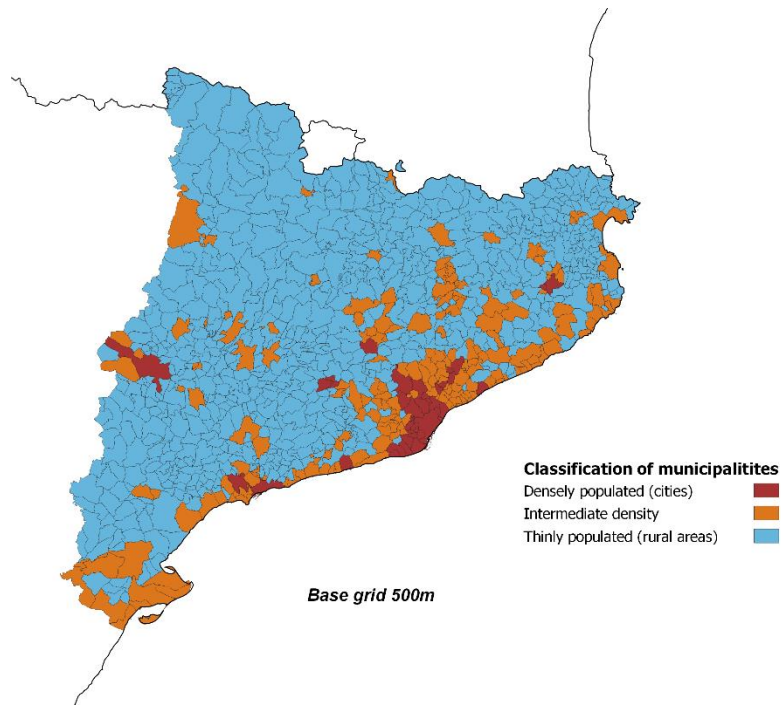 Classification of municipalitites
Densely populated (cities)
Intermediate density
Thinly populated (rural areas)
Base grid 500m